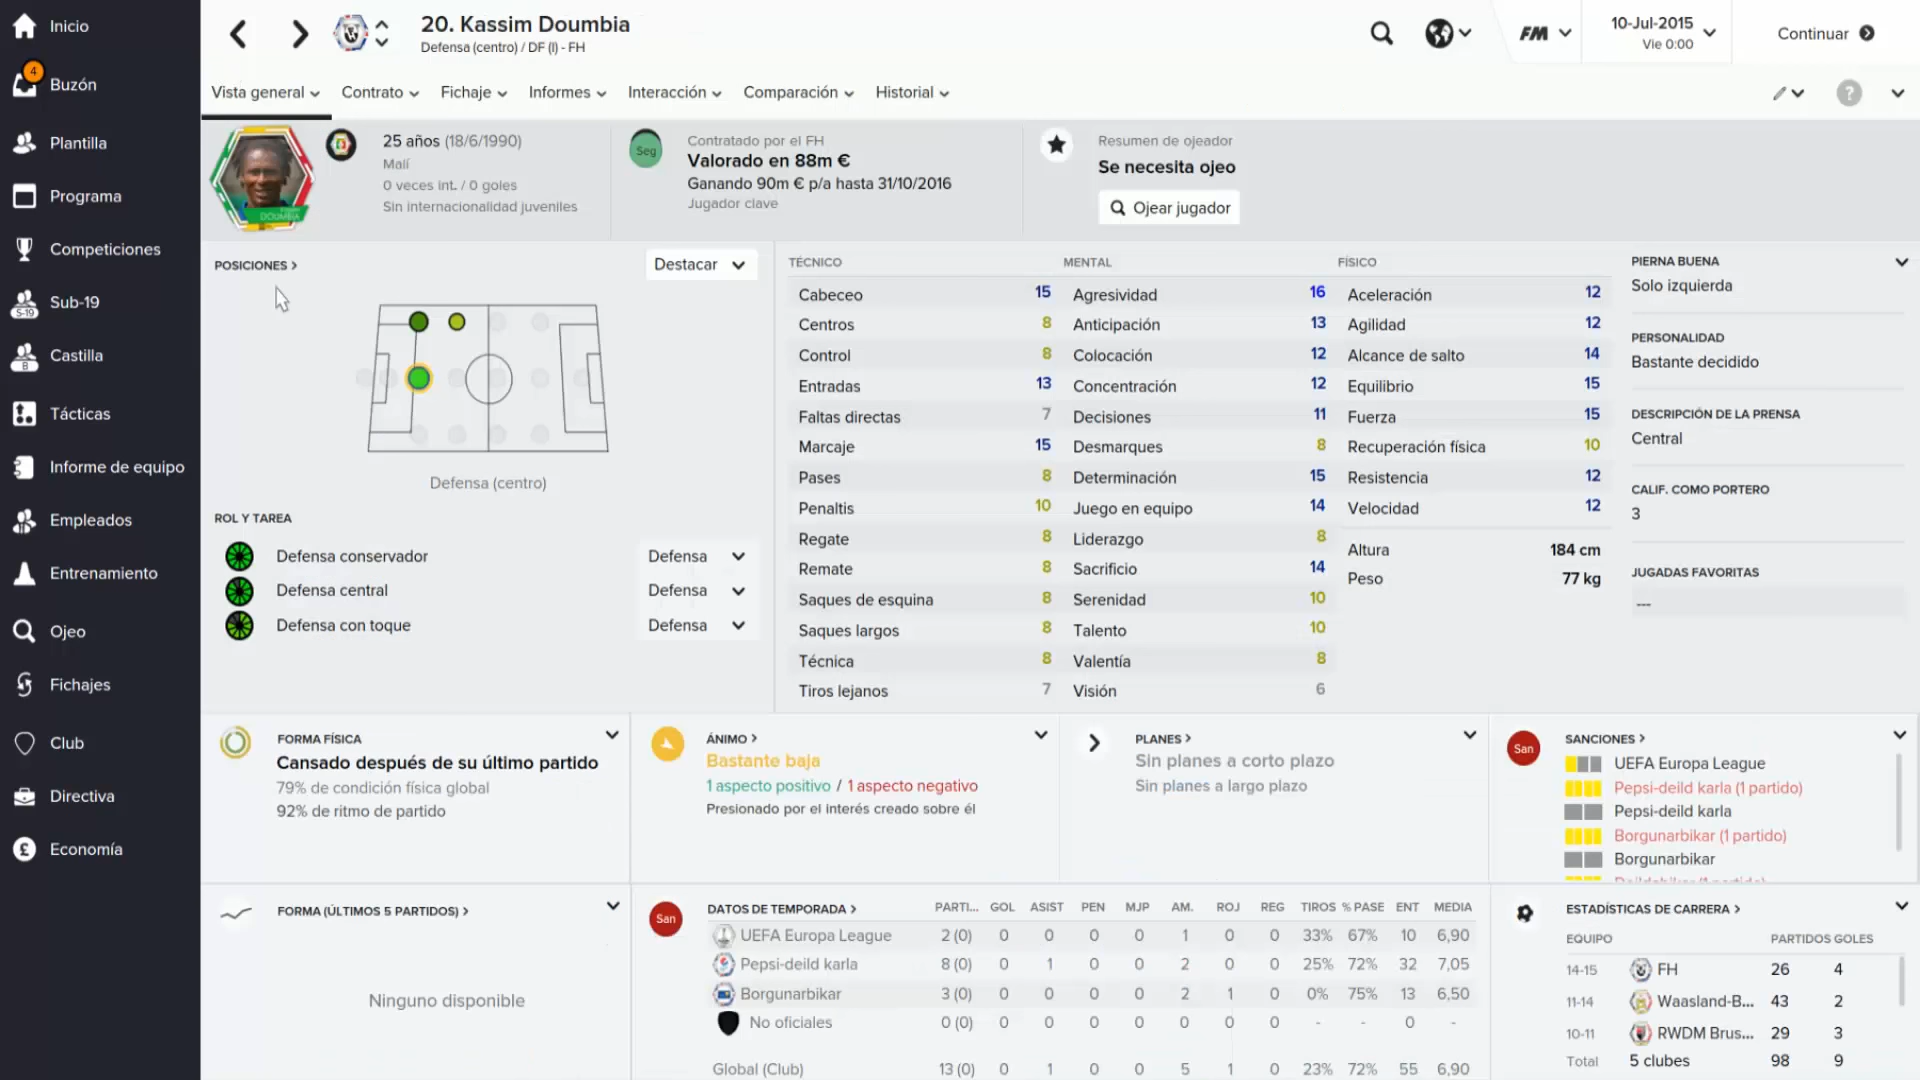 Inicio
4
Buzón
Plantilla
Programa
Competiciones
S-19
Sub-19
B
Castilla
Tácticas
Informe de equipo
Empleados
Entrenamiento
Ojeo
Fichajes
Club
Directiva
Economía
20. Kassim Doumbia
Defensa (centro) / DF (I) - FH
FM
10-Jul-2015
Vie 0:00
Continuar
Vista general
Contrato
Fichaje
Informes
Interacción
Comparación
Historial
?
DOUMBIA
25 años (18/6/1990)
Malí
0 veces int. / 0 goles
Sin internacionalidad juveniles
Seg
Contratado por el FH
Valorado en 88m €
Ganando 90m € p/a hasta 31/10/2016
Jugador clave
Resumen de ojeador
Se necesita ojeo
Ojear jugador
POSICIONES >
Destacar
Defensa (centro)
ROL Y TAREA
Defensa conservador Defensa
Defensa central Defensa
Defensa con toque Defensa
TÉCNICO
Cabeceo 15
Centros 8
Control 8
Entradas 13
Faltas directas 7
Marcaje 15
Pases 8
Penaltis 10
Regate 8
Remate 8
Saques de esquina 8
Saques largos 8
Técnica 8
Tiros lejanos 7
MENTAL
Agresividad 16
Anticipación 13
Colocación 12
Concentración 12
Decisiones 11
Desmarques 8
Determinación 15
Juego en equipo 14
Liderazgo 8
Sacrificio 14
Serenidad 10
Talento 10
Valentía 8
Visión 6
FÍSICO
Aceleración 12
Agilidad 12
Alcance de salto 14
Equilibrio 15
Fuerza 15
Recuperación física 10
Resistencia 12
Velocidad 12
Altura 184 cm
Peso 77 kg
PIERNA BUENA
Solo izquierda
PERSONALIDAD
Bastante decidido
DESCRIPCIÓN DE LA PRENSA
Central
CALIF. COMO PORTERO
3
JUGADAS FAVORITAS
---
FORMA FÍSICA
Cansado después de su último partido
79% de condición física global
92% de ritmo de partido
ÁNIMO >
Bastante baja
1 aspecto positivo / 1 aspecto negativo
Presionado por el interés creado sobre él
PLANES >
Sin planes a corto plazo
Sin planes a largo plazo
San
SANCIONES >
UEFA Europa League
Pepsi-deild karla (1 partido)
Pepsi-deild karla
Borgunarbikar (1 partido)
Borgunarbikar
FORMA (ÚLTIMOS 5 PARTIDOS) >
Ninguno disponible
San
DATOS DE TEMPORADA > PARTI... GOL ASIST PEN MJP AM. ROJ REG TIROS % PASE ENT MEDIA
UEFA Europa League 2 (0) 0 0 0 0 1 0 0 33% 67% 10 6,90
Pepsi-deild karla 8 (0) 0 1 0 0 2 0 0 25% 72% 32 7,05
Borgunarbikar 3 (0) 0 0 0 0 2 1 0 0% 75% 13 6,50
No oficiales 0 (0) 0 0 0 0 0 0 0 - - 0 -
Global (Club) 13 (0) 0 1 0 0 5 1 0 23% 72% 55 6,90
ESTADÍSTICAS DE CARRERA >
EQUIPO PARTIDOS GOLES
14-15 FH 26 4
11-14 Waasland-B... 43 2
10-11 RWDM Brus... 29 3
Total 5 clubes 98 9